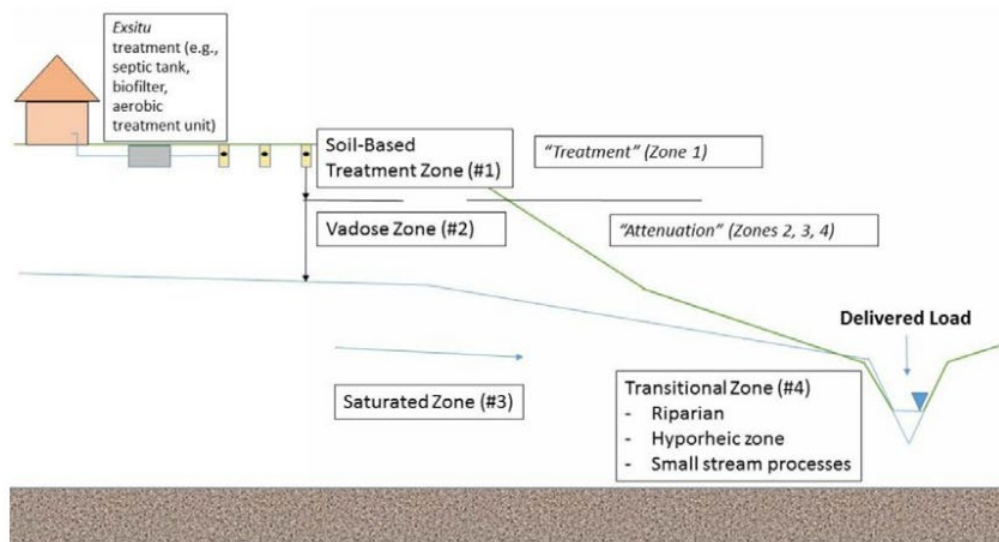 Exsitu
treatment (e.g.,
septic tank,
biofilter,
aerobic
treatment unit)
Soil-Based
Treatment Zone (#1)
"Treatment" (Zone 1)
Vadose Zone (#2)
"Attenuation" (Zones 2, 3, 4)
Delivered Load
Saturated Zone (#3)
Transitional Zone (#4)
- Riparian
- Hyporheic zone
- Small stream processes